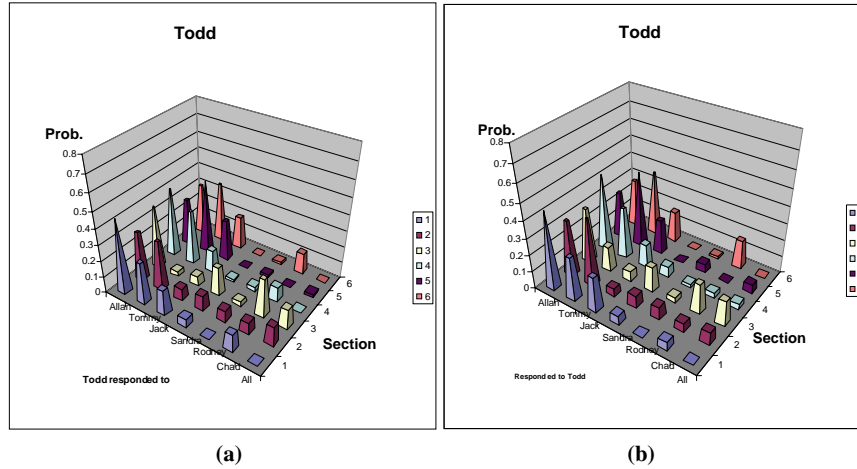 Todd
Prob.
0.8
0.7
0.6
0.5
0.4
0.3
0.2
0.1
0
Allan
Tommy
Jack
Sandra
Rodney
Chad
All
1
2
3
4
5
6
Section
Todd responded to
1
2
3
4
5
6
(a)
Todd
Prob.
0.8
0.7
0.6
0.5
0.4
0.3
0.2
0.1
0
Allan
Tommy
Jack
Sandra
Rodney
Chad
All
1
2
3
4
5
6
Section
Responded to Todd
(b)